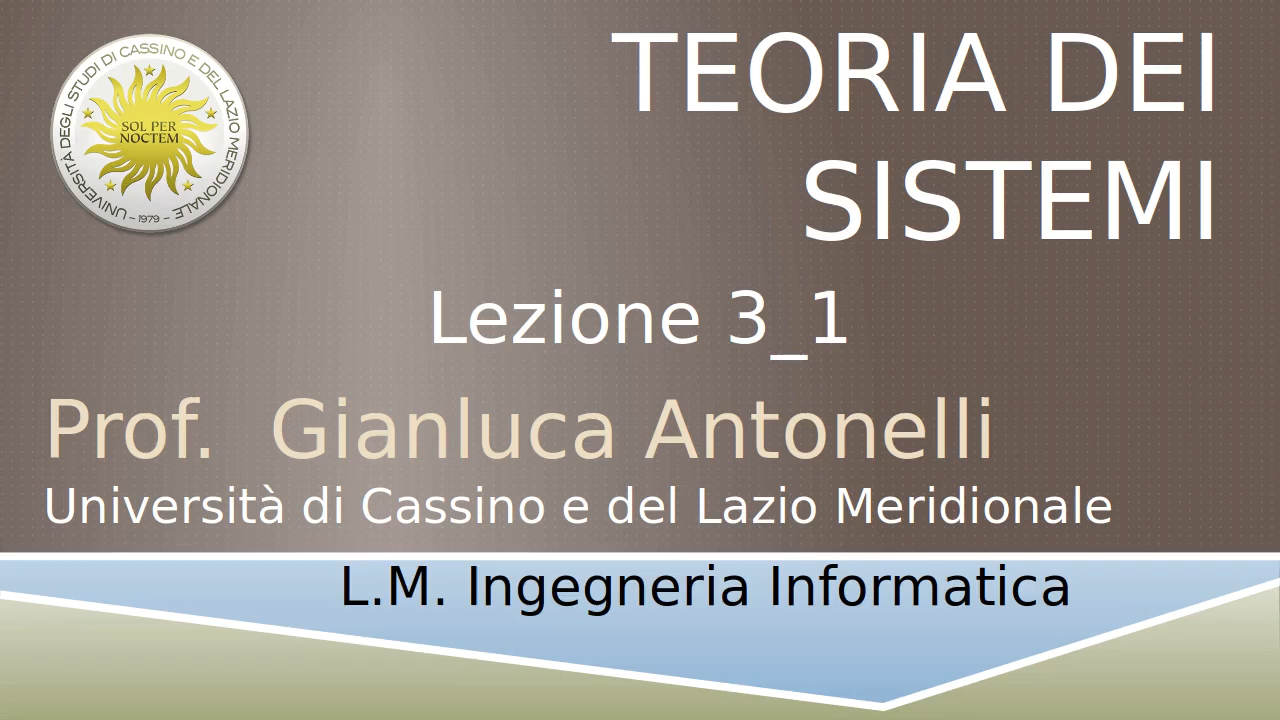 UNIVERSITÀ DEGLI STUDI DI CASSINO E DEL LAZIO MERIDIONALE
SOL PER
NOCTEM
– 1979 –
TEORIA DEI
SISTEMI
Lezione 3_1
Prof. Gianluca Antonelli
Università di Cassino e del Lazio Meridionale
L.M. Ingegneria Informatica